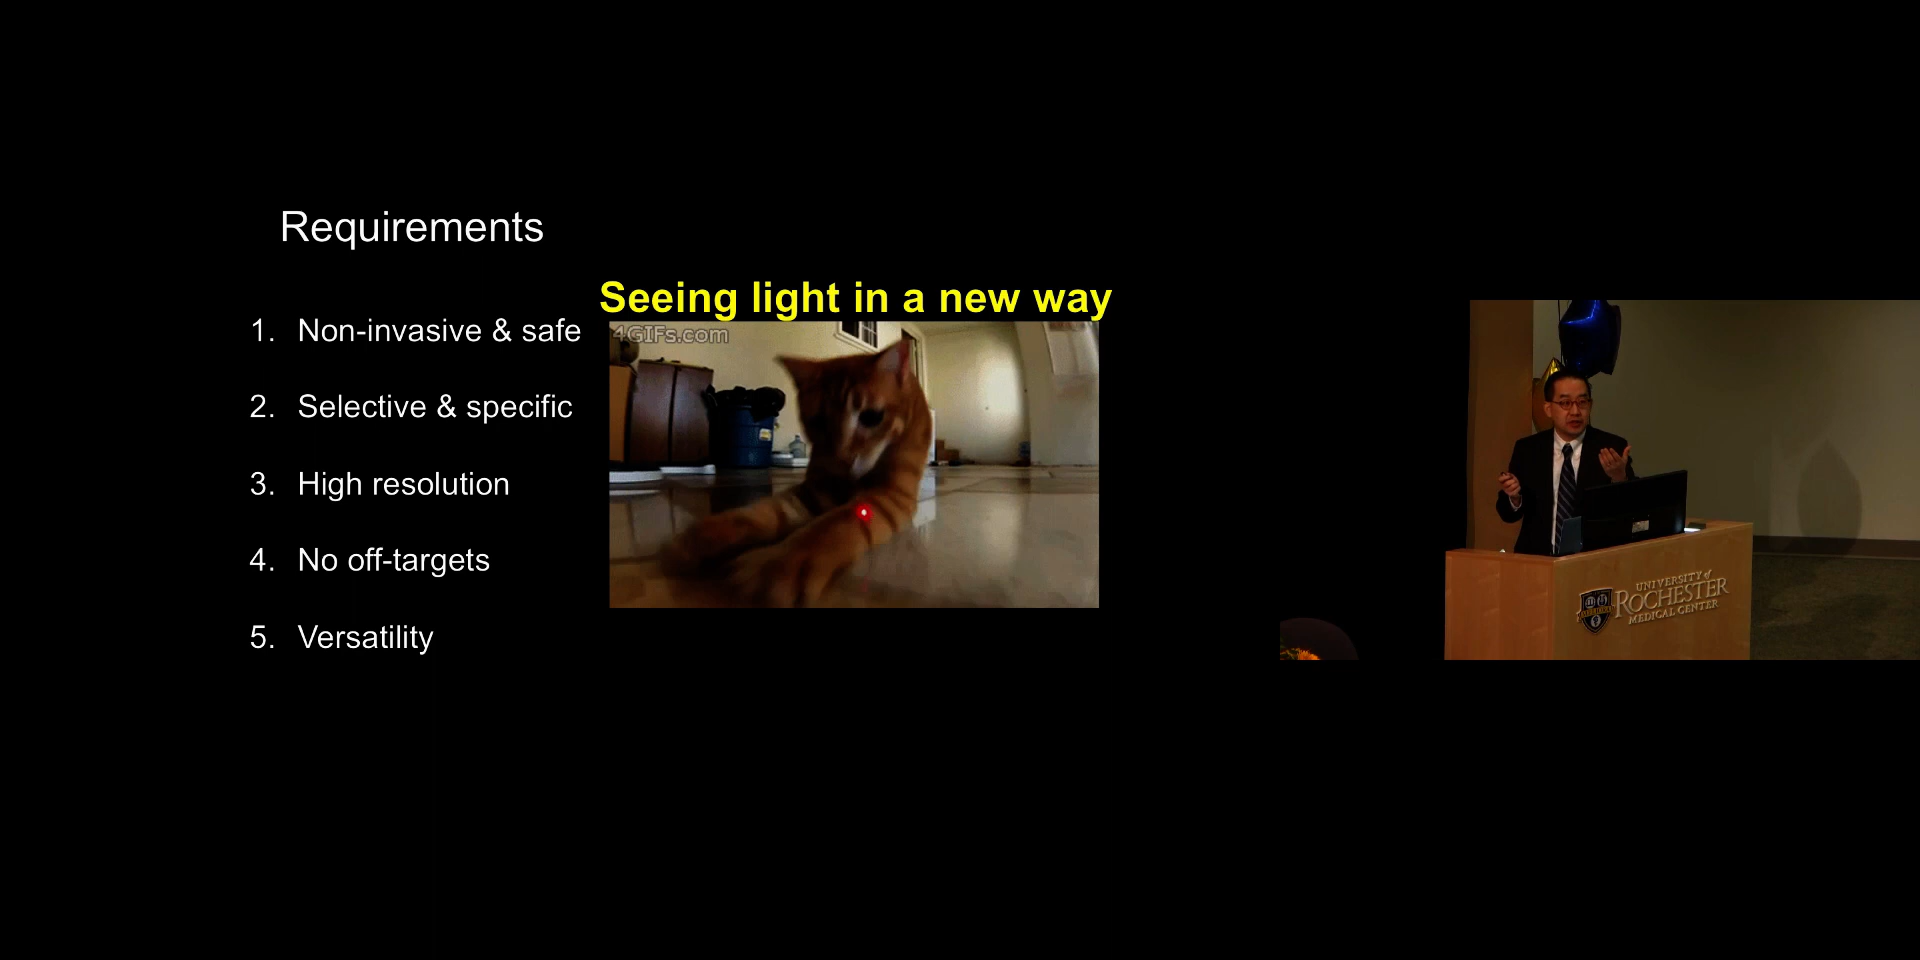 Requirements
Seeing light in a new way
4GIFs.com
1. Non-invasive & safe
2. Selective & specific
3. High resolution
4. No off-targets
5. Versatility
UNIVERSITY of
ROCHESTER
MEDICAL CENTER